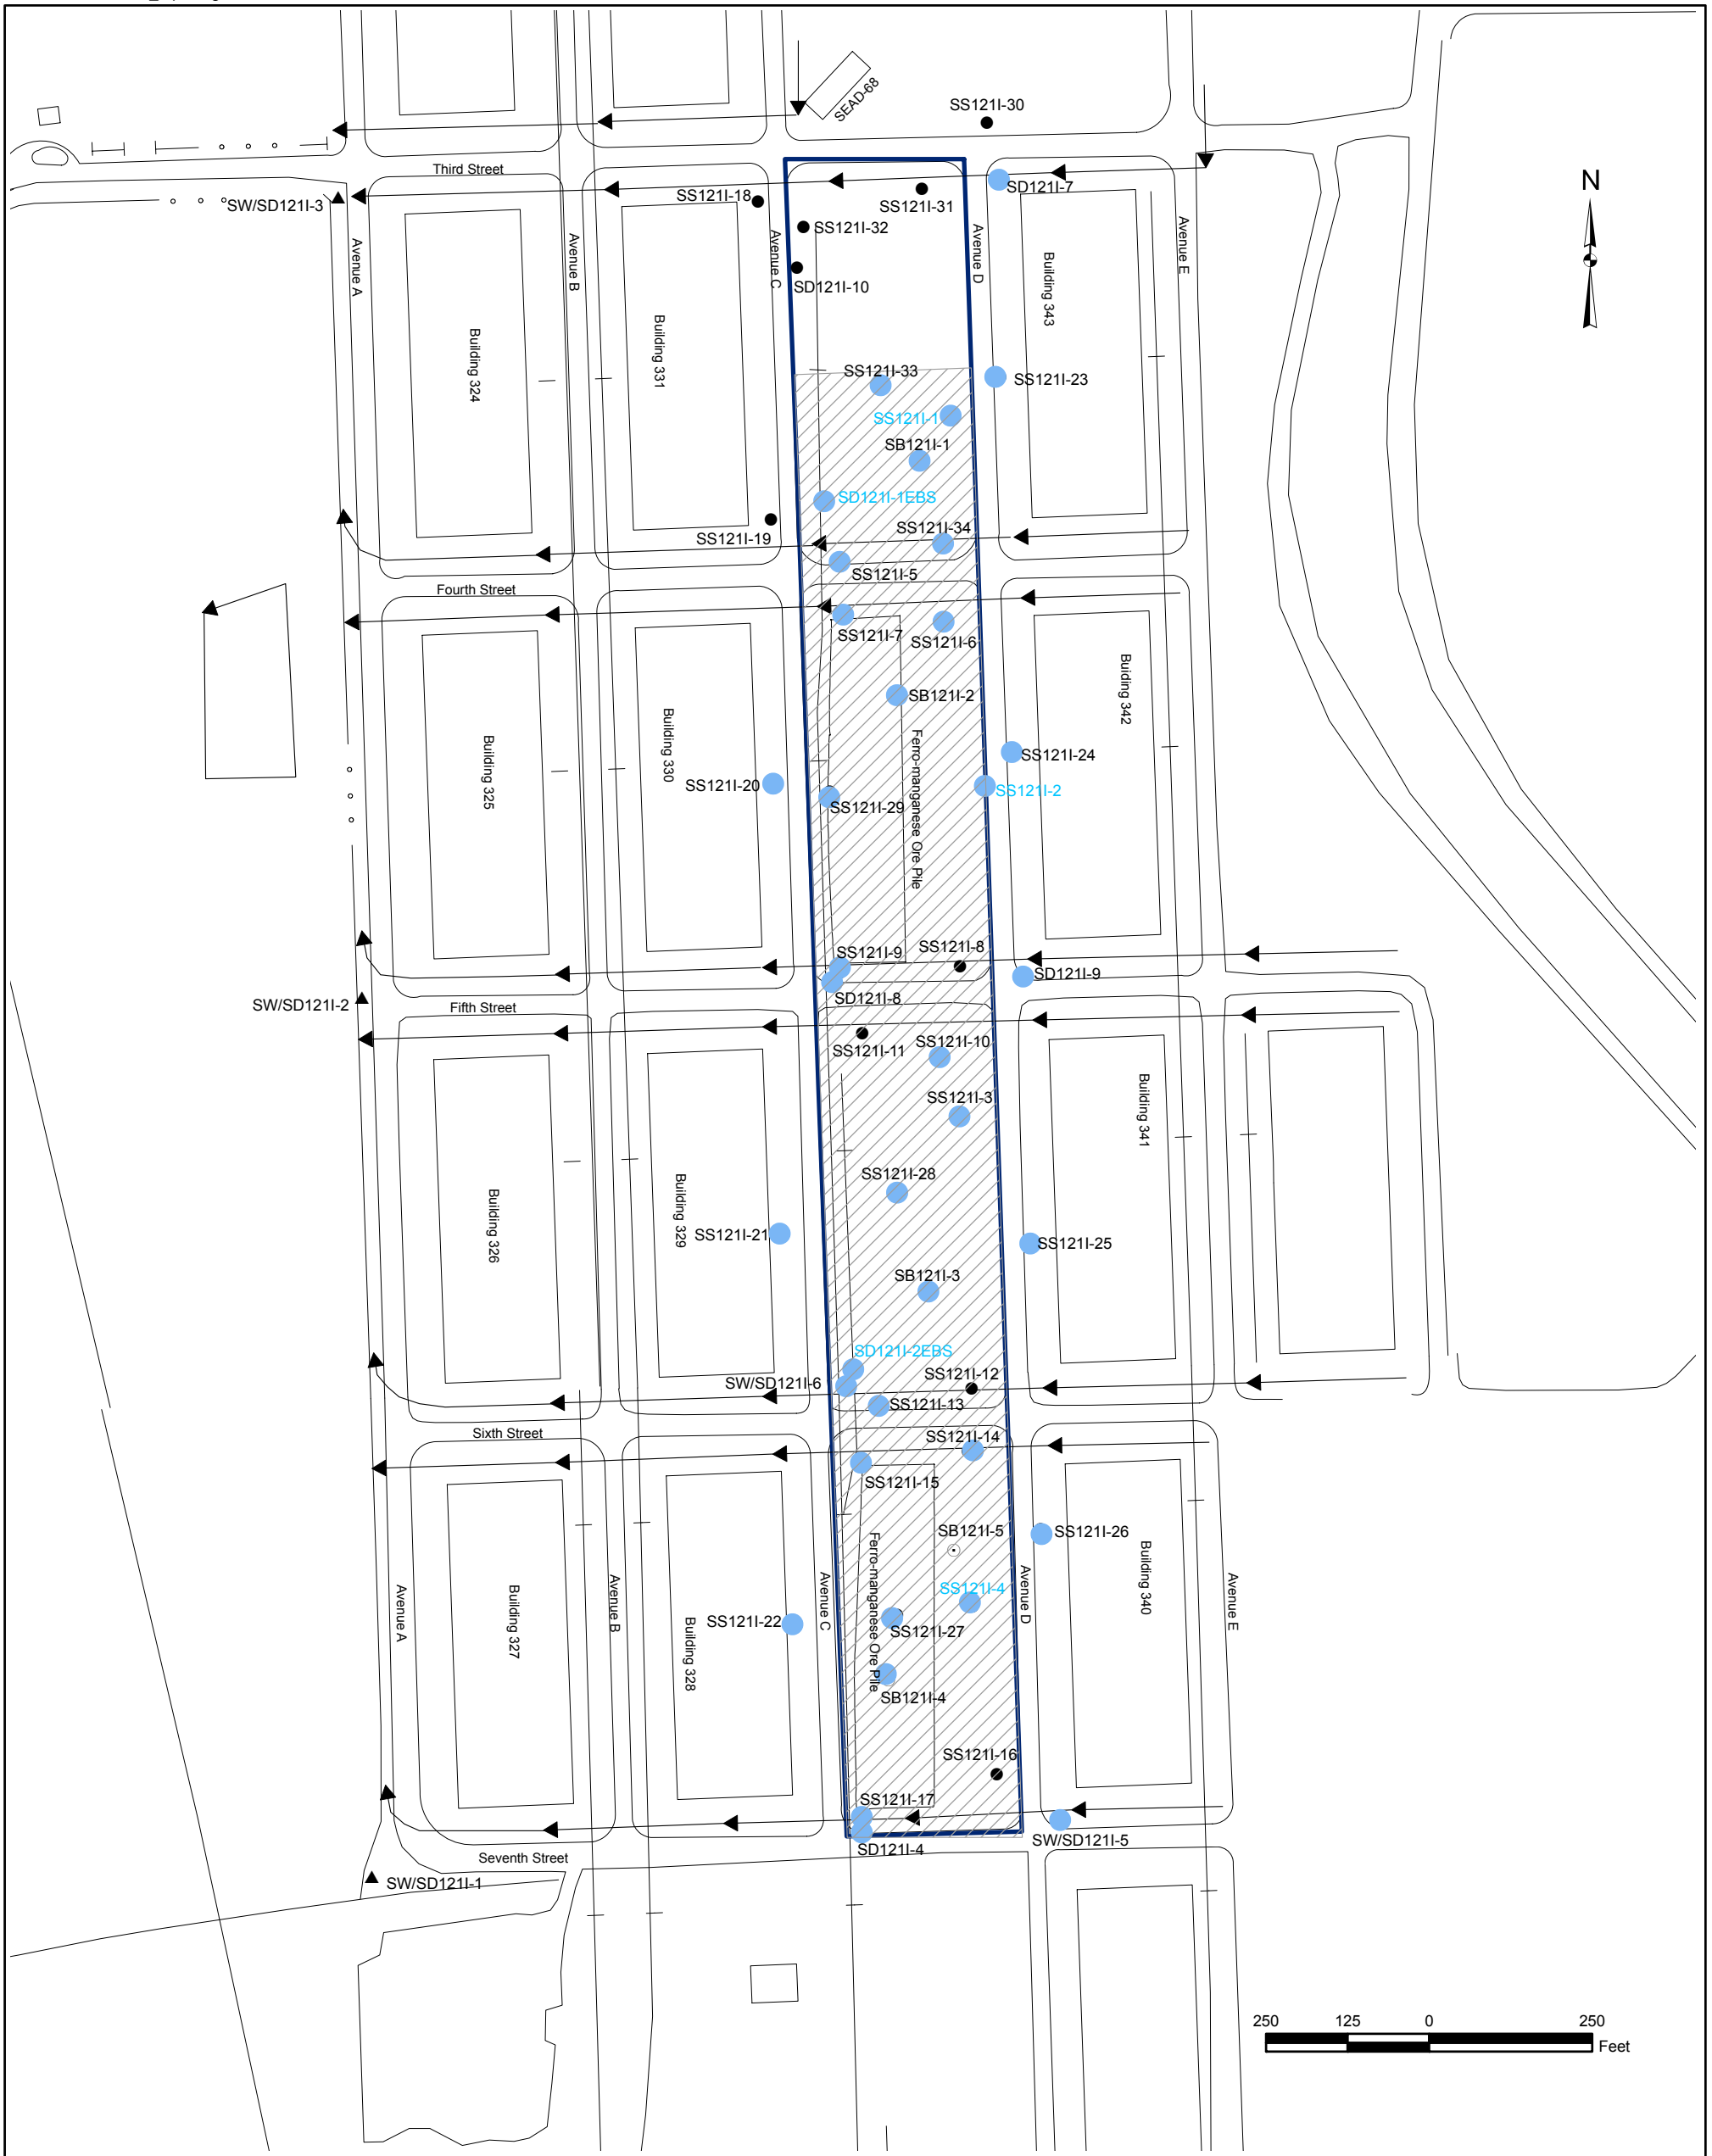 SEAD-68
SS121I-30
Third Street
SD121I-7
SW/SD121I-3
SS121I-18
SS121I-31
SS121I-32
N
Avenue A
Avenue B
Avenue C
Avenue D
Avenue E
SD121I-10
Building 324
Building 331
Building 343
SS121I-33
SS121I-23
SS121I-1
SB121I-1
SD121I-1EBS
SS121I-34
SS121I-19
SS121I-5
Fourth Street
SS121I-7
SS121I-6
SB121I-2
Building 325
Building 330
Ferro-manganese Ore Pile
Buiding 342
SS121I-24
SS121I-20
SS121I-2
SS121I-29
SS121I-9
SS121I-8
SD121I-9
SD121I-8
SW/SD121I-2
Fifth Street
SS121I-11
SS121I-10
SS121I-3
Building 341
SS121I-28
Building 326
Building 329
SS121I-21
SS121I-25
SB121I-3
SD121I-2EBS
SW/SD121I-6
SS121I-12
SS121I-13
Sixth Street
SS121I-14
SS121I-15
SB121I-5
SS121I-26
Ferro-manganese Ore Pile
Building 340
SS121I-4
Avenue A
Avenue B
Avenue C
Avenue D
Avenue E
Building 327
Building 328
SS121I-22
SS121I-27
SB121I-4
SS121I-16
SS121I-17
SW/SD121I-5
SD121I-4
Seventh Street
SW/SD121I-1
250 125 0 250
Feet